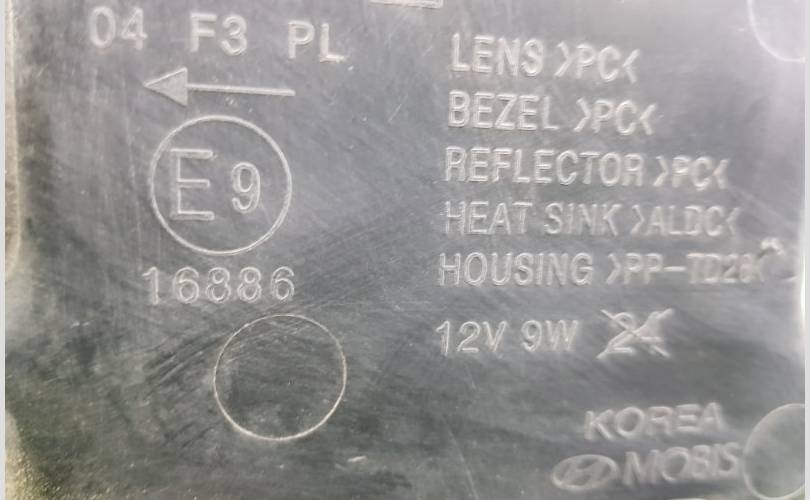 04 F3 PL
E9
16886
LENS >PC<
BEZEL >PC<
REFLECTOR >PC<
HEAT SINK >ALDC<
HOUSING >PP-TD20<
12V 9W 24
KOREA
MOBIS